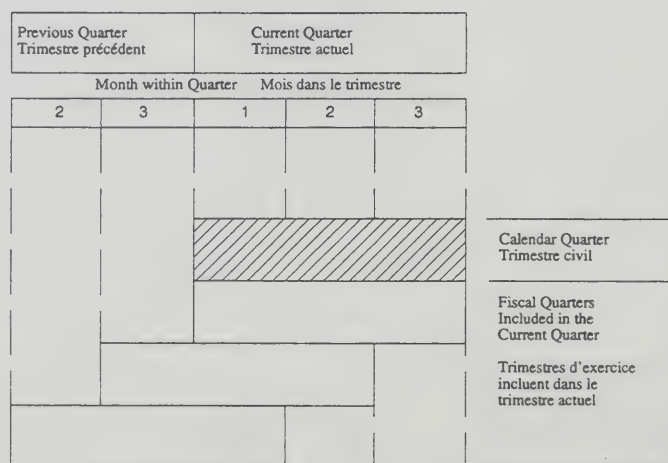 Previous Quarter
Trimestre précédent
Current Quarter
Trimestre actuel
Month within Quarter Mois dans le trimestre
2 3 1 2 3
Calendar Quarter
Trimestre civil
Fiscal Quarters
Included in the
Current Quarter
Trimestres d'exercice
incluent dans le
trimestre actuel